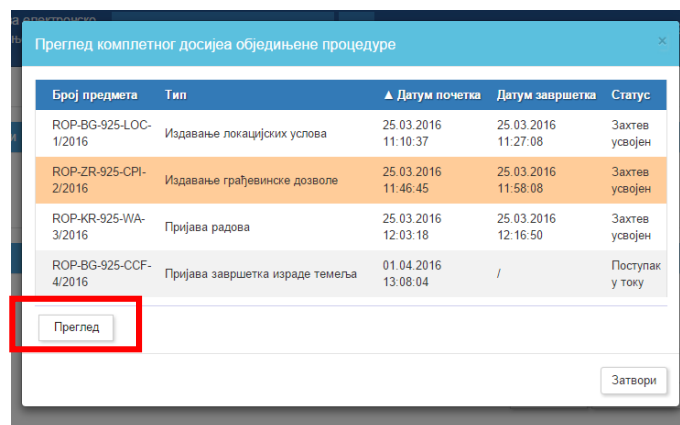 Преглед комплетног досијеа обједињене процедуре ×
Број предмета Тип ▲ Датум почетка Датум завршетка Статус
ROP-BG-925-LOC-1/2016 Издавање локацијских услова 25.03.2016 11:10:37 25.03.2016 11:27:08 Захтев усвојен
ROP-ZR-925-CPI-2/2016 Издавање грађевинске дозволе 25.03.2016 11:46:45 25.03.2016 11:58:08 Захтев усвојен
ROP-KR-925-WA-3/2016 Пријава радова 25.03.2016 12:03:18 25.03.2016 12:16:50 Захтев усвојен
ROP-BG-925-CCF-4/2016 Пријава завршетка израде темеља 01.04.2016 13:08:04 / Поступак у току
Преглед
Затвори